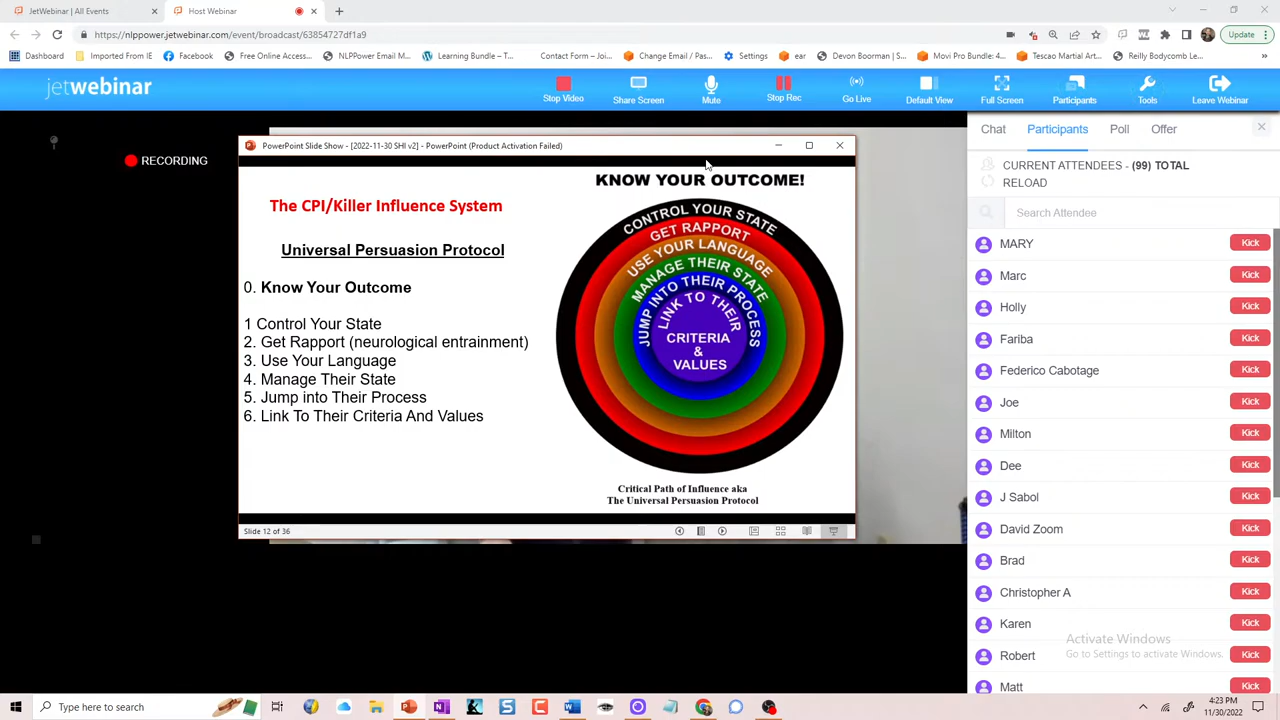 JetWebinar | All Events
Host Webinar
https://nlppower.jetwebinar.com/event/broadcast/63854727df1a9
Update
Dashboard
Imported From IE
Facebook
Free Online Access...
NLPPower Email M...
Learning Bundle – T...
Contact Form – Jc...
Change Email / Pas...
Settings
ear
Devon Boorman | S...
Movi Pro Bundle: 4...
Tescao Martial Art...
Reilly Bodycomb Le...
jetwebinar
Stop Video
Share Screen
Mute
Stop Rec
Go Live
Default View
Full Screen
Participants
Tools
Leave Webinar
RECORDING
PowerPoint Slide Show - [2022-11-30 SHI v2] - PowerPoint (Product Activation Failed)
The CPI/Killer Influence System
Universal Persuasion Protocol
0. Know Your Outcome
1 Control Your State
2. Get Rapport (neurological entrainment)
3. Use Your Language
4. Manage Their State
5. Jump into Their Process
6. Link To Their Criteria And Values
KNOW YOUR OUTCOME!
CONTROL YOUR STATE
GET RAPPORT
USE YOUR LANGUAGE
MANAGE THEIR STATE
JUMP INTO THEIR PROCESS
LINK TO THEIR
CRITERIA
&
VALUES
Critical Path of Influence aka
The Universal Persuasion Protocol
Slide 12 of 36
Chat
Participants
Poll
Offer
CURRENT ATTENDEES - (99) TOTAL
RELOAD
Search Attendee
MARY Kick
Marc Kick
Holly Kick
Fariba Kick
Federico Cabotage Kick
Joe Kick
Milton Kick
Dee Kick
J Sabol Kick
David Zoom Kick
Brad Kick
Christopher A Kick
Karen Kick
Robert Kick
Matt Kick
Activate Windows
Go to Settings to activate Windows.
Type here to search
4:23 PM
11/30/2022